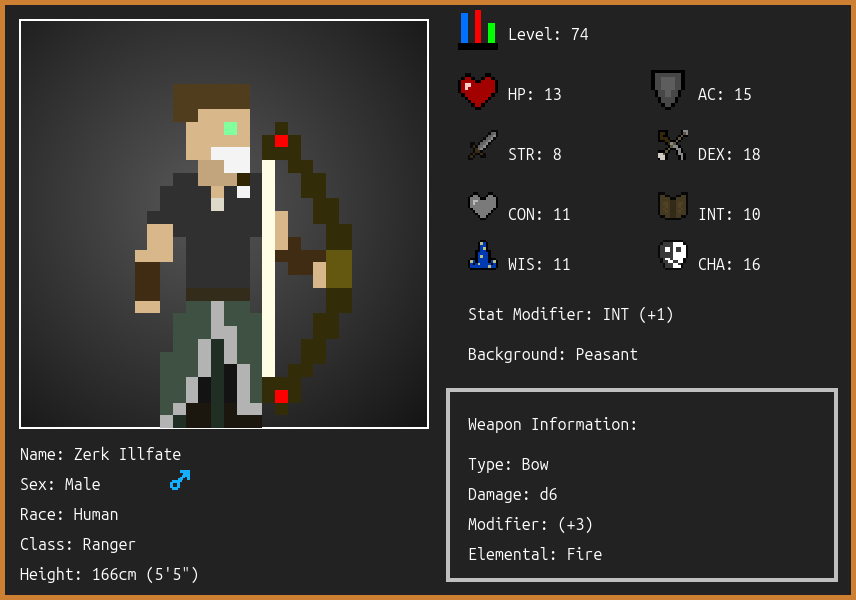 Level: 74
HP: 13
AC: 15
STR: 8
DEX: 18
CON: 11
INT: 10
WIS: 11
CHA: 16
Stat Modifier: INT (+1)
Background: Peasant
Weapon Information:
Type: Bow
Damage: d6
Modifier: (+3)
Elemental: Fire
Name: Zerk Illfate
Sex: Male
Race: Human
Class: Ranger
Height: 166cm (5'5")